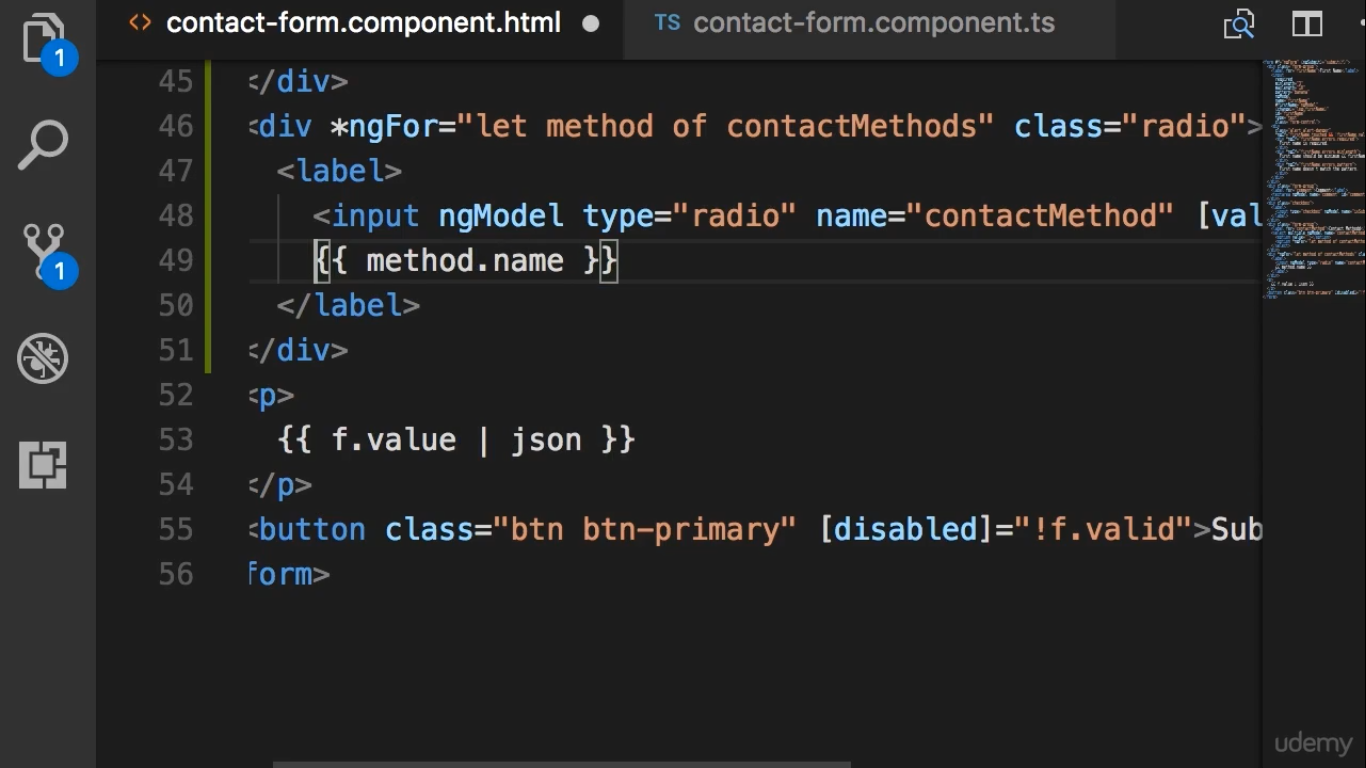 <> contact-form.component.html ● TS contact-form.component.ts
1
1
45 </div>
46 <div *ngFor="let method of contactMethods" class="radio">
47 <label>
48 <input ngModel type="radio" name="contactMethod" [val
49 {{ method.name }}
50 </label>
51 </div>
52 <p>
53 {{ f.value | json }}
54 </p>
55 <button class="btn btn-primary" [disabled]="!f.valid">Sub
56 form>
udemy